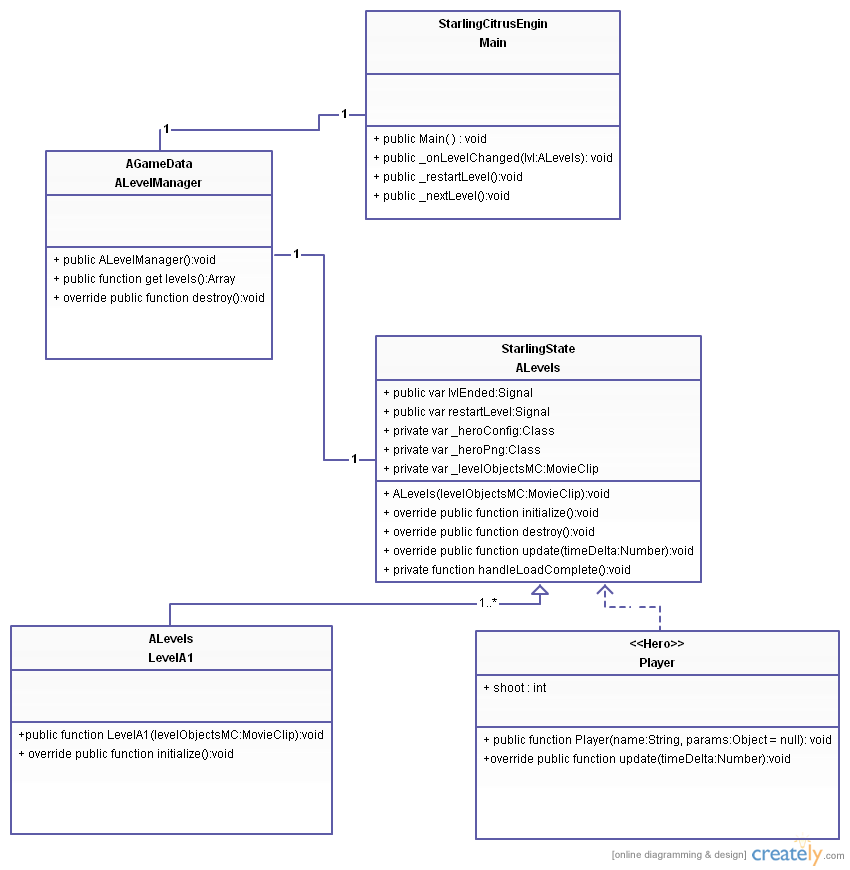 StarlingCitrusEngin
Main
+ public Main( ) : void
+ public _onLevelChanged(lvl:ALevels): void
+ public _restartLevel():void
+ public _nextLevel():void
1
1
AGameData
ALevelManager
+ public ALevelManager():void
+ public function get levels():Array
+ override public function destroy():void
1
1
StarlingState
ALevels
+ public var lvlEnded:Signal
+ public var restartLevel:Signal
+ private var _heroConfig:Class
+ private var _heroPng:Class
+ private var _levelObjectsMC:MovieClip
+ ALevels(levelObjectsMC:MovieClip):void
+ override public function initialize():void
+ override public function destroy():void
+ override public function update(timeDelta:Number):void
+ private function handleLoadComplete():void
1..*
ALevels
LevelA1
+public function LevelA1(levelObjectsMC:MovieClip):void
+ override public function initialize():void
<<Hero>>
Player
+ shoot : int
+ public function Player(name:String, params:Object = null): void
+override public function update(timeDelta:Number):void
[online diagramming & design] creately.com